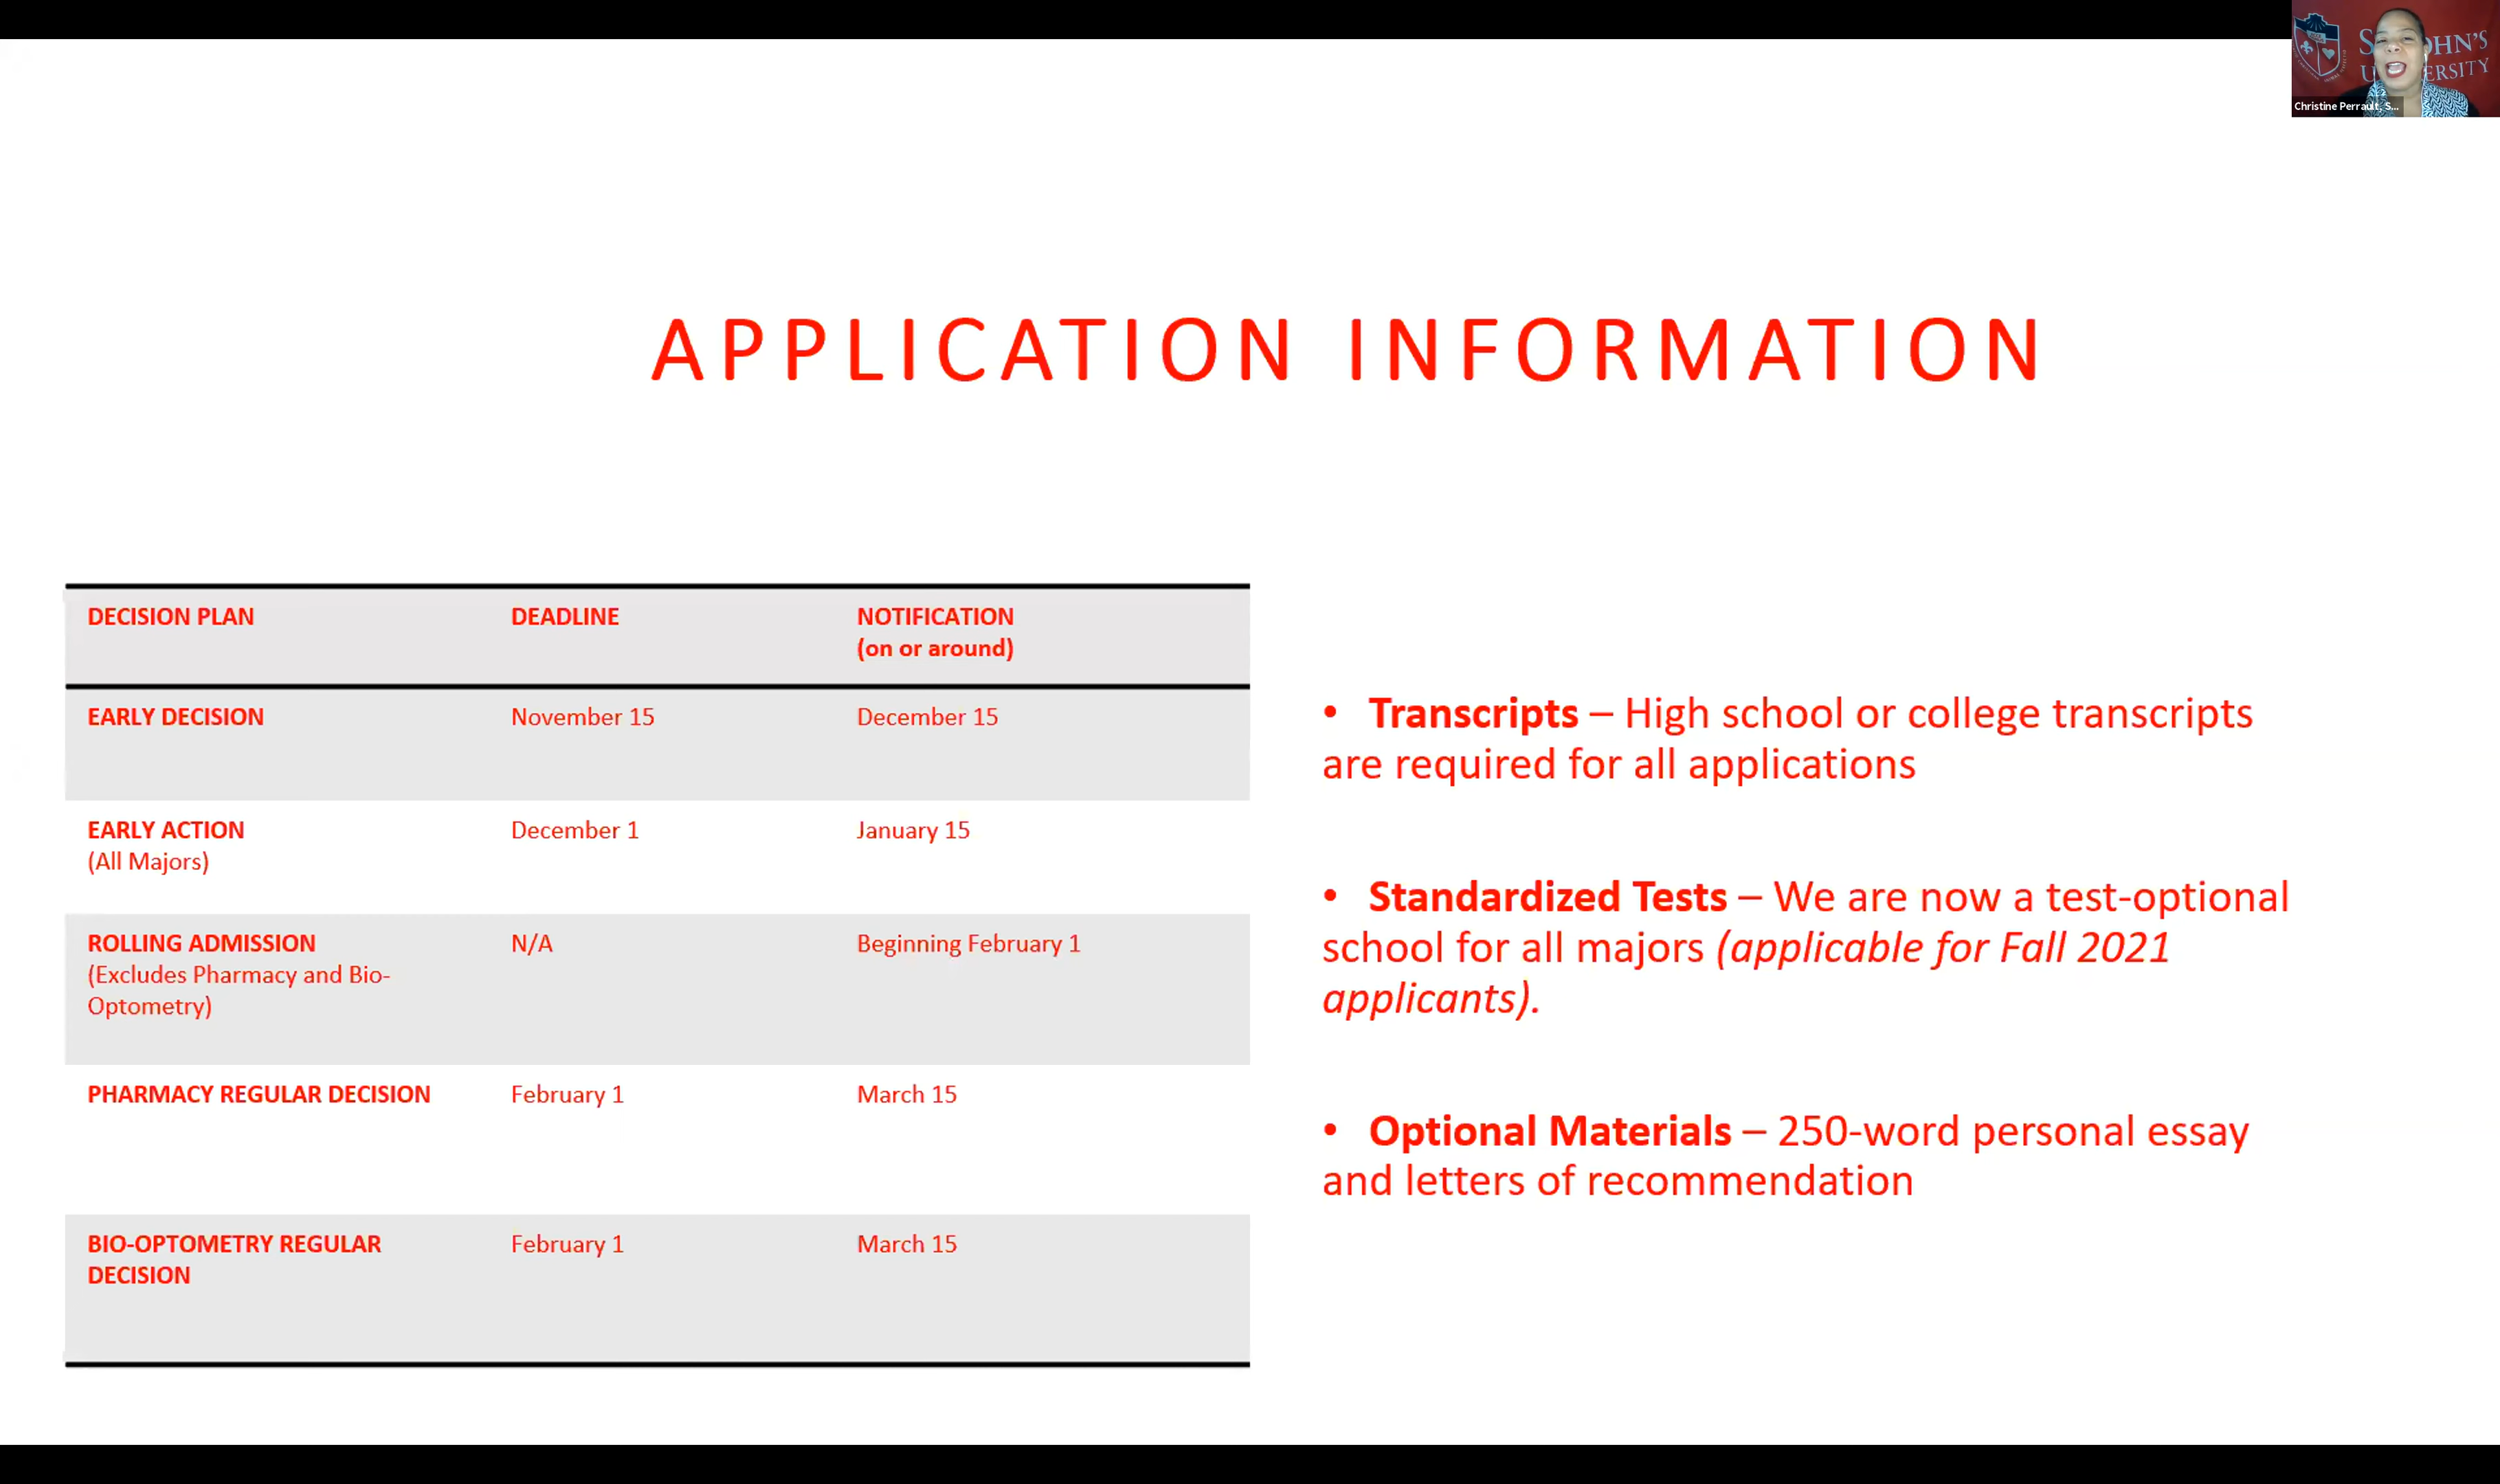 S OHN'S
U ERSITY
Christine Perrault, S...
APPLICATION INFORMATION
DECISION PLAN DEADLINE NOTIFICATION
(on or around)
EARLY DECISION November 15 December 15
EARLY ACTION December 1 January 15
(All Majors)
ROLLING ADMISSION N/A Beginning February 1
(Excludes Pharmacy and Bio-
Optometry)
PHARMACY REGULAR DECISION February 1 March 15
BIO-OPTOMETRY REGULAR February 1 March 15
DECISION
• Transcripts – High school or college transcripts
are required for all applications
• Standardized Tests – We are now a test-optional
school for all majors (applicable for Fall 2021
applicants).
• Optional Materials – 250-word personal essay
and letters of recommendation